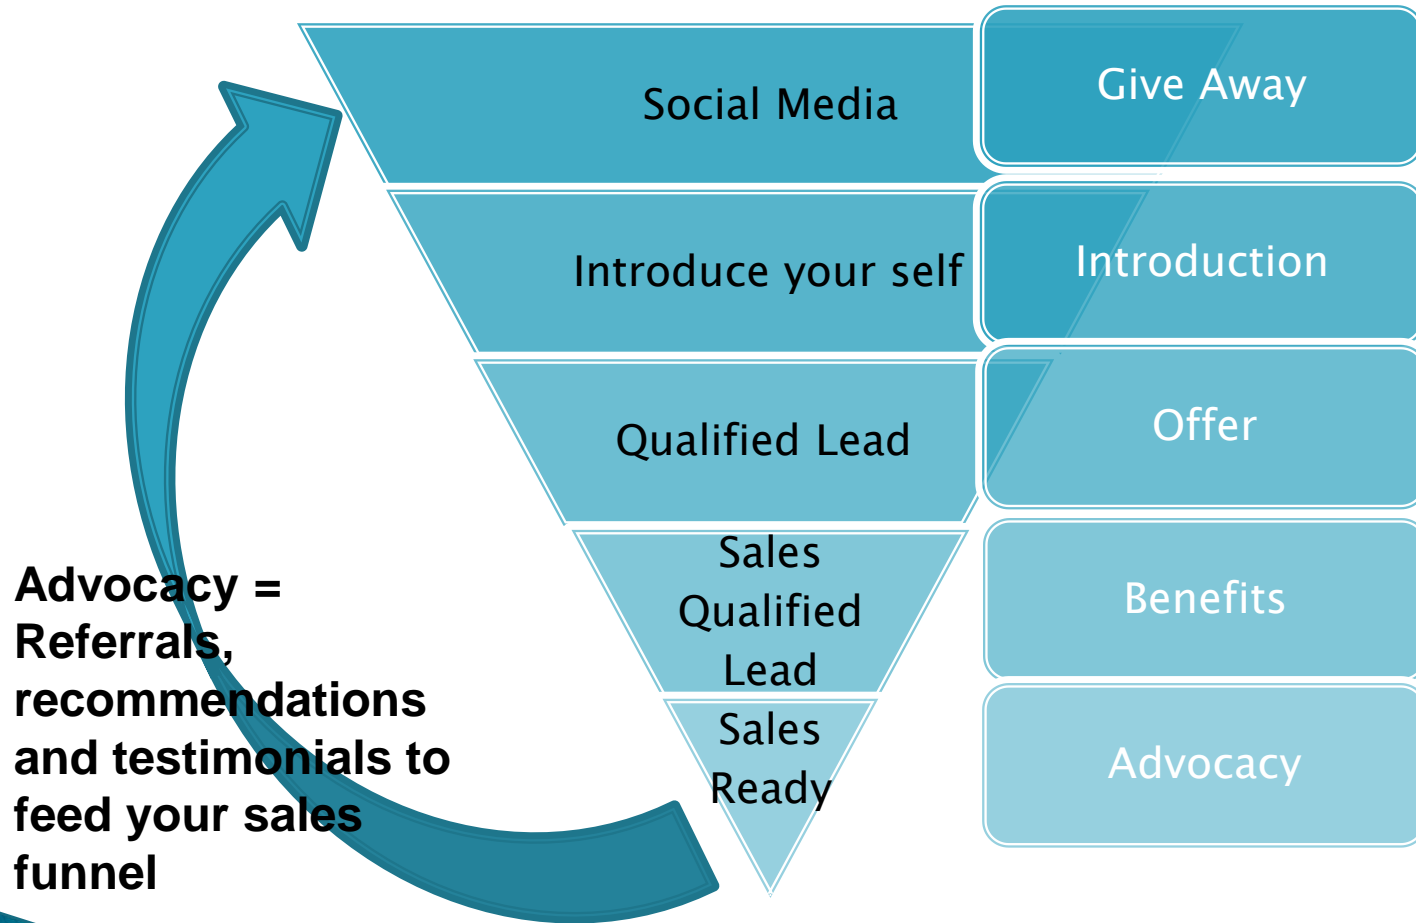 Social Media
Give Away
Introduce your self
Introduction
Qualified Lead
Offer
Sales
Qualified
Lead
Benefits
Sales
Ready
Advocacy
Advocacy =
Referrals,
recommendations
and testimonials to
feed your sales
funnel